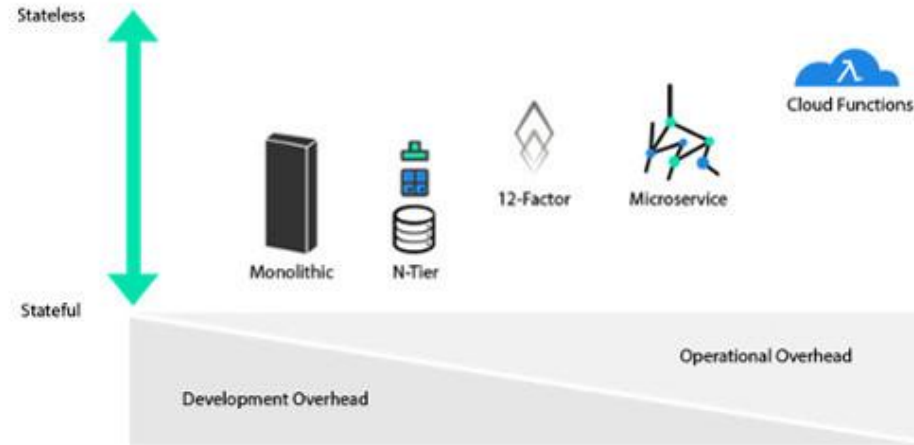 Stateless
λ
Cloud Functions
12-Factor
Microservice
Monolithic
N-Tier
Stateful
Operational Overhead
Development Overhead